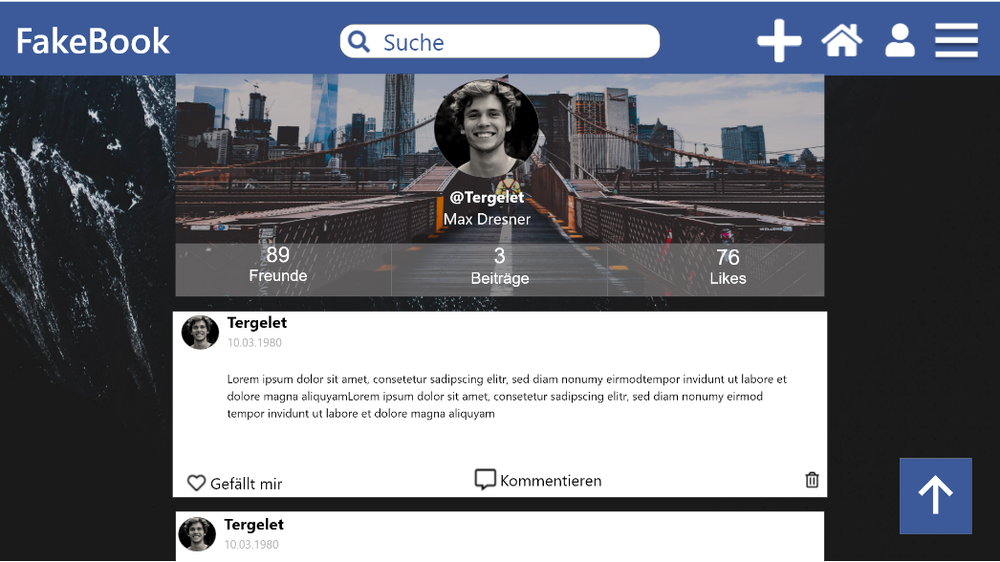 FakeBook
Suche
@Tergelet
Max Dresner
89
Freunde
3
Beiträge
76
Likes
Tergelet
10.03.1980
Lorem ipsum dolor sit amet, consetetur sadipscing elitr, sed diam nonumy eirmodtempor invidunt ut labore et
dolore magna aliquyamLorem ipsum dolor sit amet, consetetur sadipscing elitr, sed diam nonumy eirmod
tempor invidunt ut labore et dolore magna aliquyam
Gefällt mir
Kommentieren
Tergelet
10.03.1980